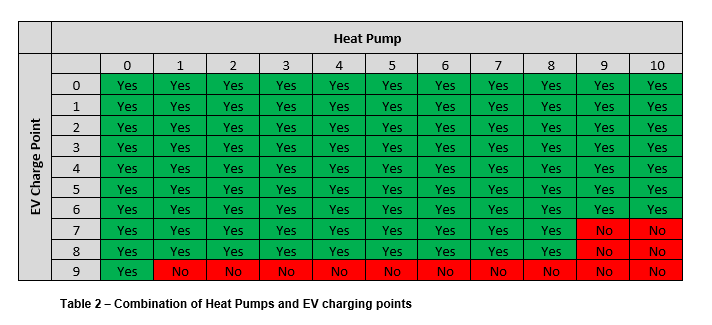 Heat Pump
EV Charge Point
0 1 2 3 4 5 6 7 8 9 10
0 Yes Yes Yes Yes Yes Yes Yes Yes Yes Yes Yes
1 Yes Yes Yes Yes Yes Yes Yes Yes Yes Yes Yes
2 Yes Yes Yes Yes Yes Yes Yes Yes Yes Yes Yes
3 Yes Yes Yes Yes Yes Yes Yes Yes Yes Yes Yes
4 Yes Yes Yes Yes Yes Yes Yes Yes Yes Yes Yes
5 Yes Yes Yes Yes Yes Yes Yes Yes Yes Yes Yes
6 Yes Yes Yes Yes Yes Yes Yes Yes Yes Yes Yes
7 Yes Yes Yes Yes Yes Yes Yes Yes Yes No No
8 Yes Yes Yes Yes Yes Yes Yes Yes Yes No No
9 Yes No No No No No No No No No No
Table 2 – Combination of Heat Pumps and EV charging points